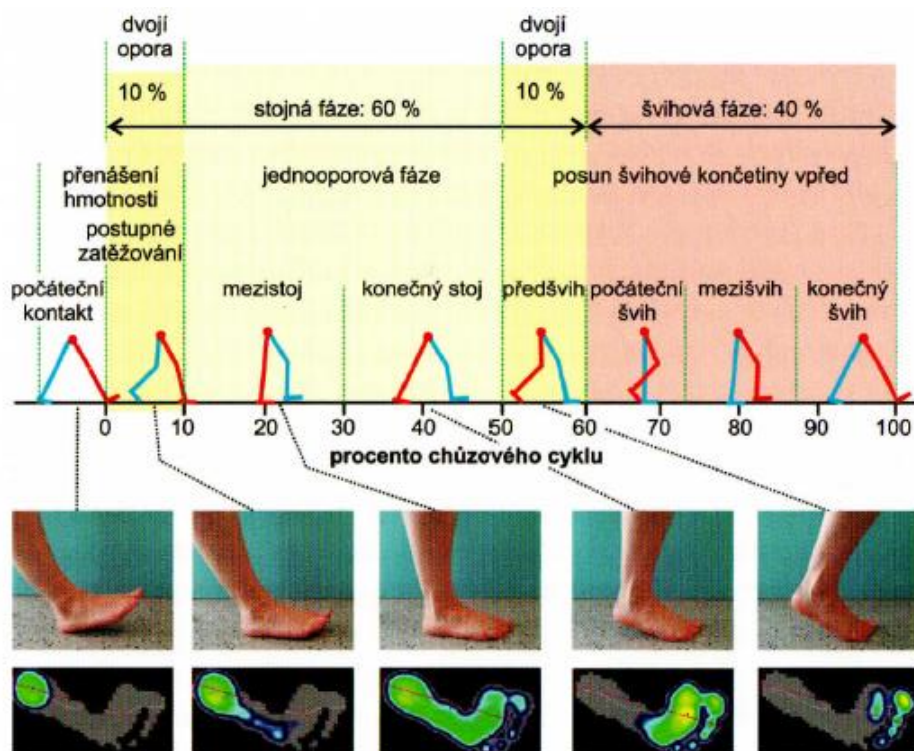 dvojí
opora
10 %
dvojí
opora
10 %
stojná fáze: 60 %
švihová fáze: 40 %
přenášení
hmotnosti
jednooporová fáze
posun švihové končetiny vpřed
postupné
zatěžování
počáteční
kontakt
mezistoj
konečný stoj
předšvih
počáteční
švih
mezišvih
konečný
švih
0 10 20 30 40 50 60 70 80 90 100
procento chůzového cyklu